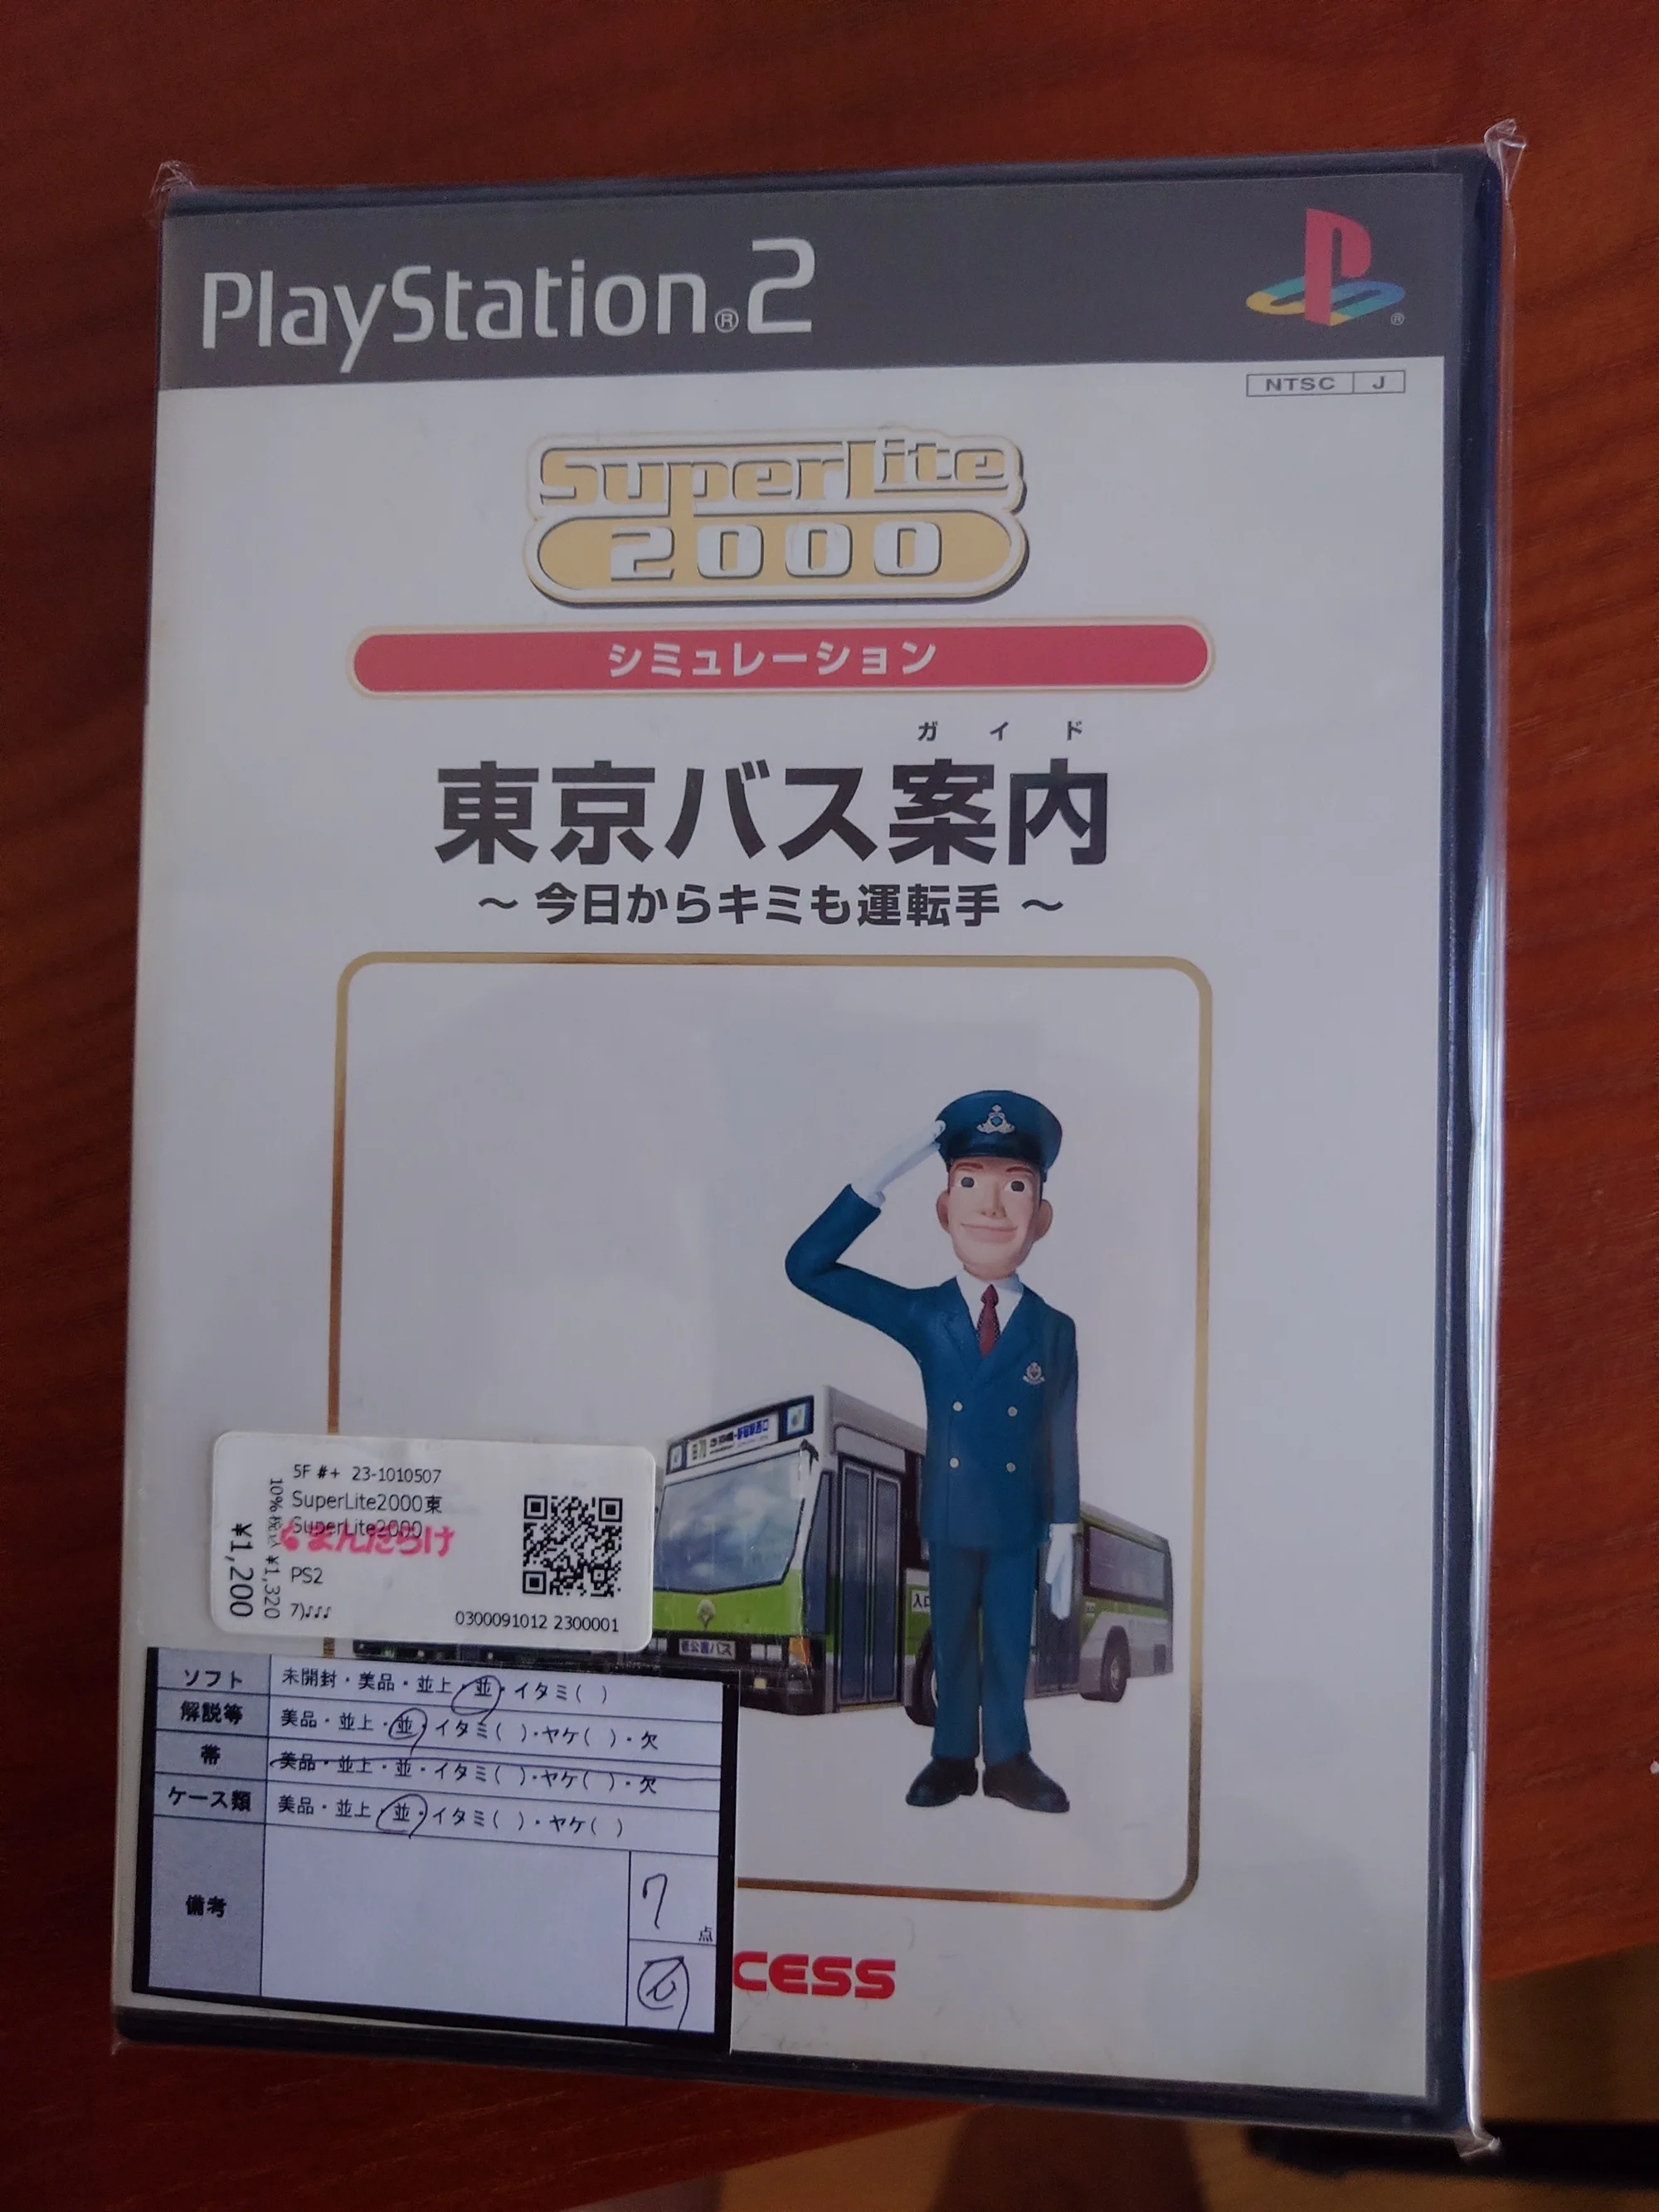 PlayStation®2
®
NTSC J
SuperLite
2000
シミュレーション
ガイド
東京バス案内
～ 今日からキミも運転手 ～
入口
5F #+ 23-1010507
SuperLite2000東
SuperLite2000
まんだらけ
PS2
7)♪♪♪
0300091012 2300001
10%税込 ¥1,320
¥1,200
ソフト 未開封・美品・並上・並・イタミ( )
解説等 美品・並上・並・イタミ( )・ヤケ( )・欠
帯 美品・並上・並・イタミ( )・ヤケ( )・欠
ケース類 美品・並上・並・イタミ( )・ヤケ( )
備考
7 点
CESS